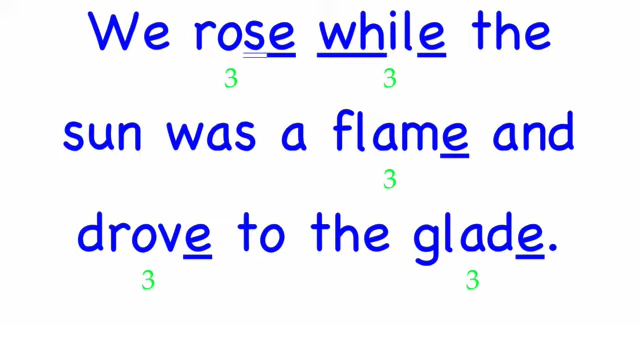 We rose while the
3 3
sun was a flame and
3
drove to the glade.
3 3